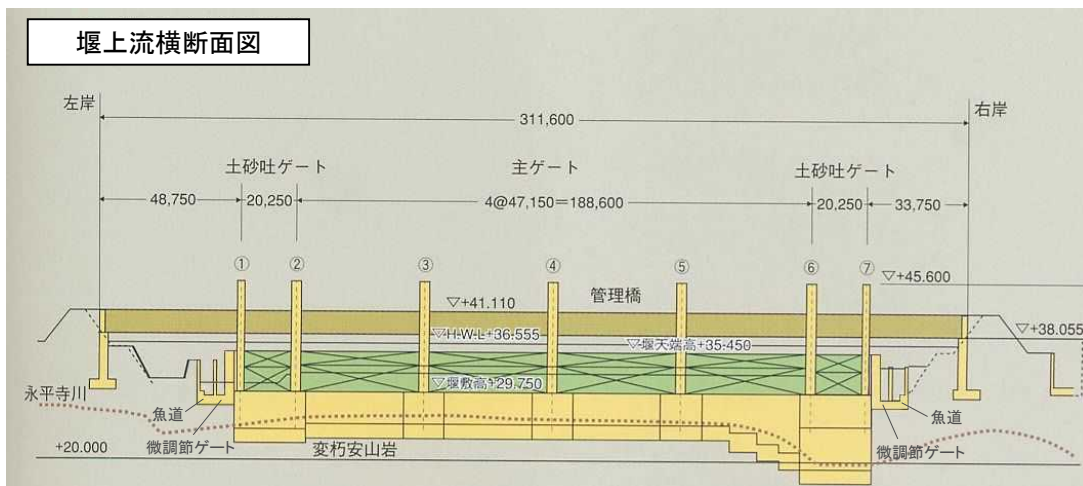 堰上流横断面図
左岸
右岸
311,600
土砂吐ゲート
主ゲート
土砂吐ゲート
48,750
20,250
4@47,150=188,600
20,250
33,750
①
②
③
④
⑤
⑥
⑦
▽+45.600
▽+41.110
管理橋
▽H.W.L+36.555
▽堰天端高+35.450
▽+38.055
▽堰敷高+29.750
永平寺川
魚道
魚道
微調節ゲート
変朽安山岩
微調節ゲート
+20.000